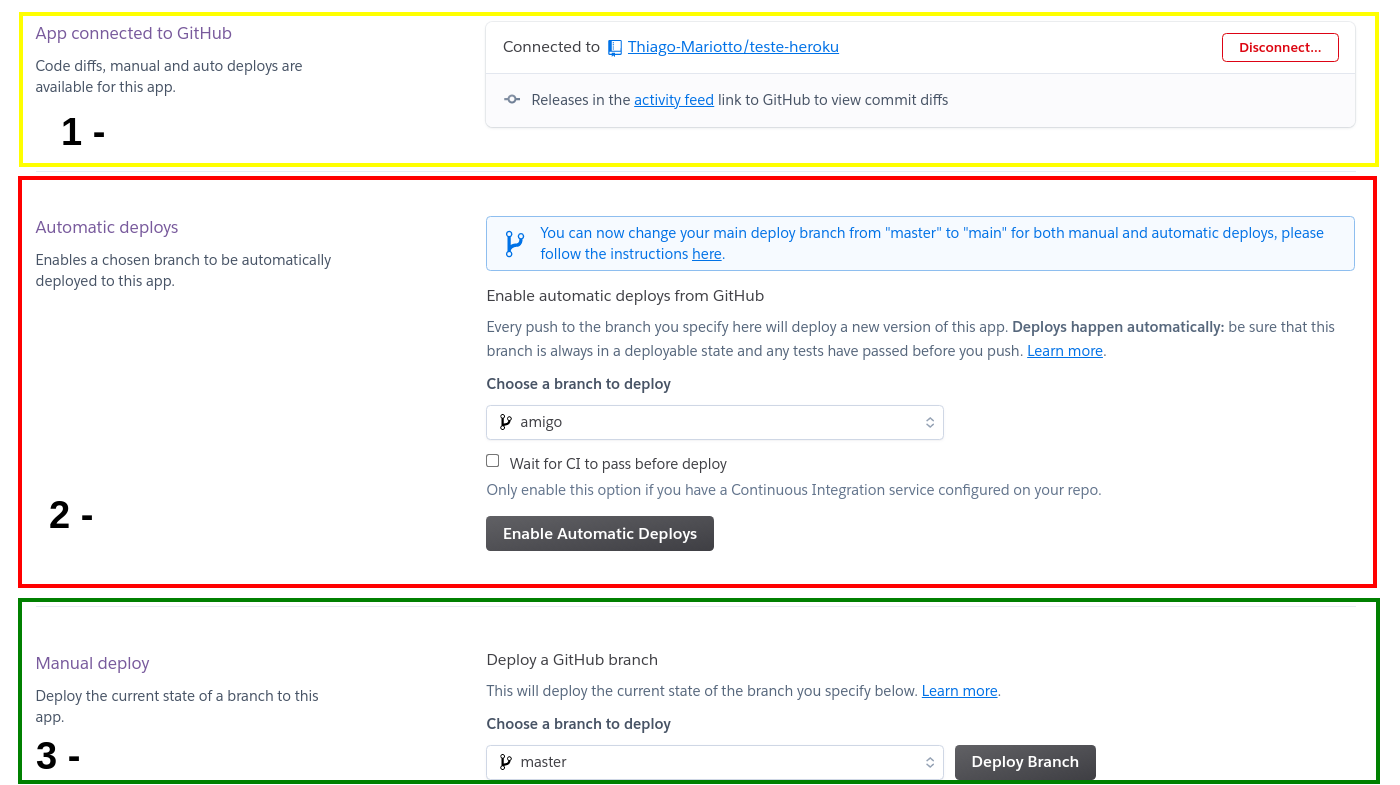 App connected to GitHub
Code diffs, manual and auto deploys are
available for this app.
1 -
Connected to Thiago-Mariotto/teste-heroku
Disconnect...
Releases in the activity feed link to GitHub to view commit diffs
Automatic deploys
Enables a chosen branch to be automatically
deployed to this app.
2 -
You can now change your main deploy branch from "master" to "main" for both manual and automatic deploys, please
follow the instructions here.
Enable automatic deploys from GitHub
Every push to the branch you specify here will deploy a new version of this app. Deploys happen automatically: be sure that this
branch is always in a deployable state and any tests have passed before you push. Learn more.
Choose a branch to deploy
amigo
Wait for CI to pass before deploy
Only enable this option if you have a Continuous Integration service configured on your repo.
Enable Automatic Deploys
Manual deploy
Deploy the current state of a branch to this
app.
3 -
Deploy a GitHub branch
This will deploy the current state of the branch you specify below. Learn more.
Choose a branch to deploy
master
Deploy Branch